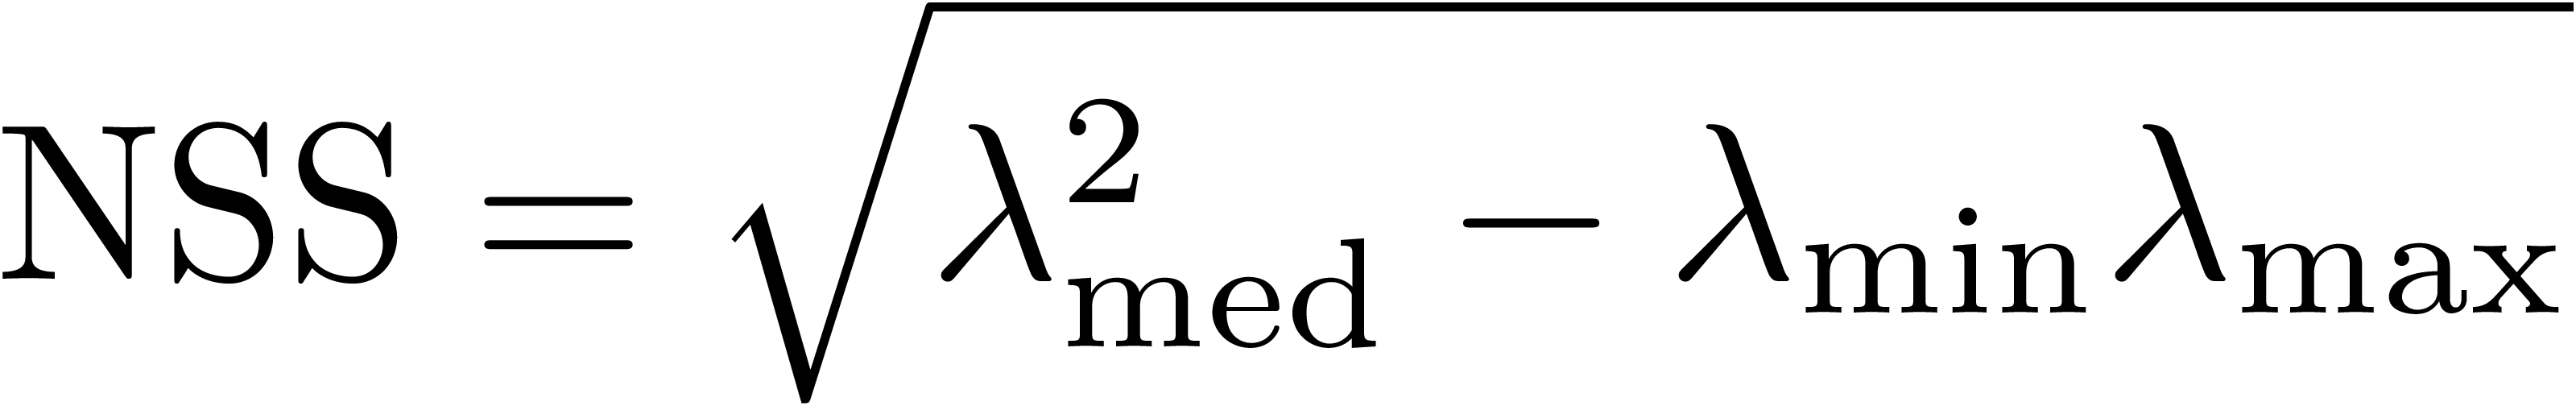 NSS = √(λ²_med − λ_min λ_max)